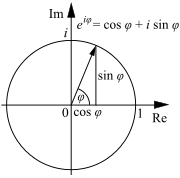 Im
e^{iφ} = cos φ + i sin φ
i
sin φ
φ
0 cos φ 1
Re